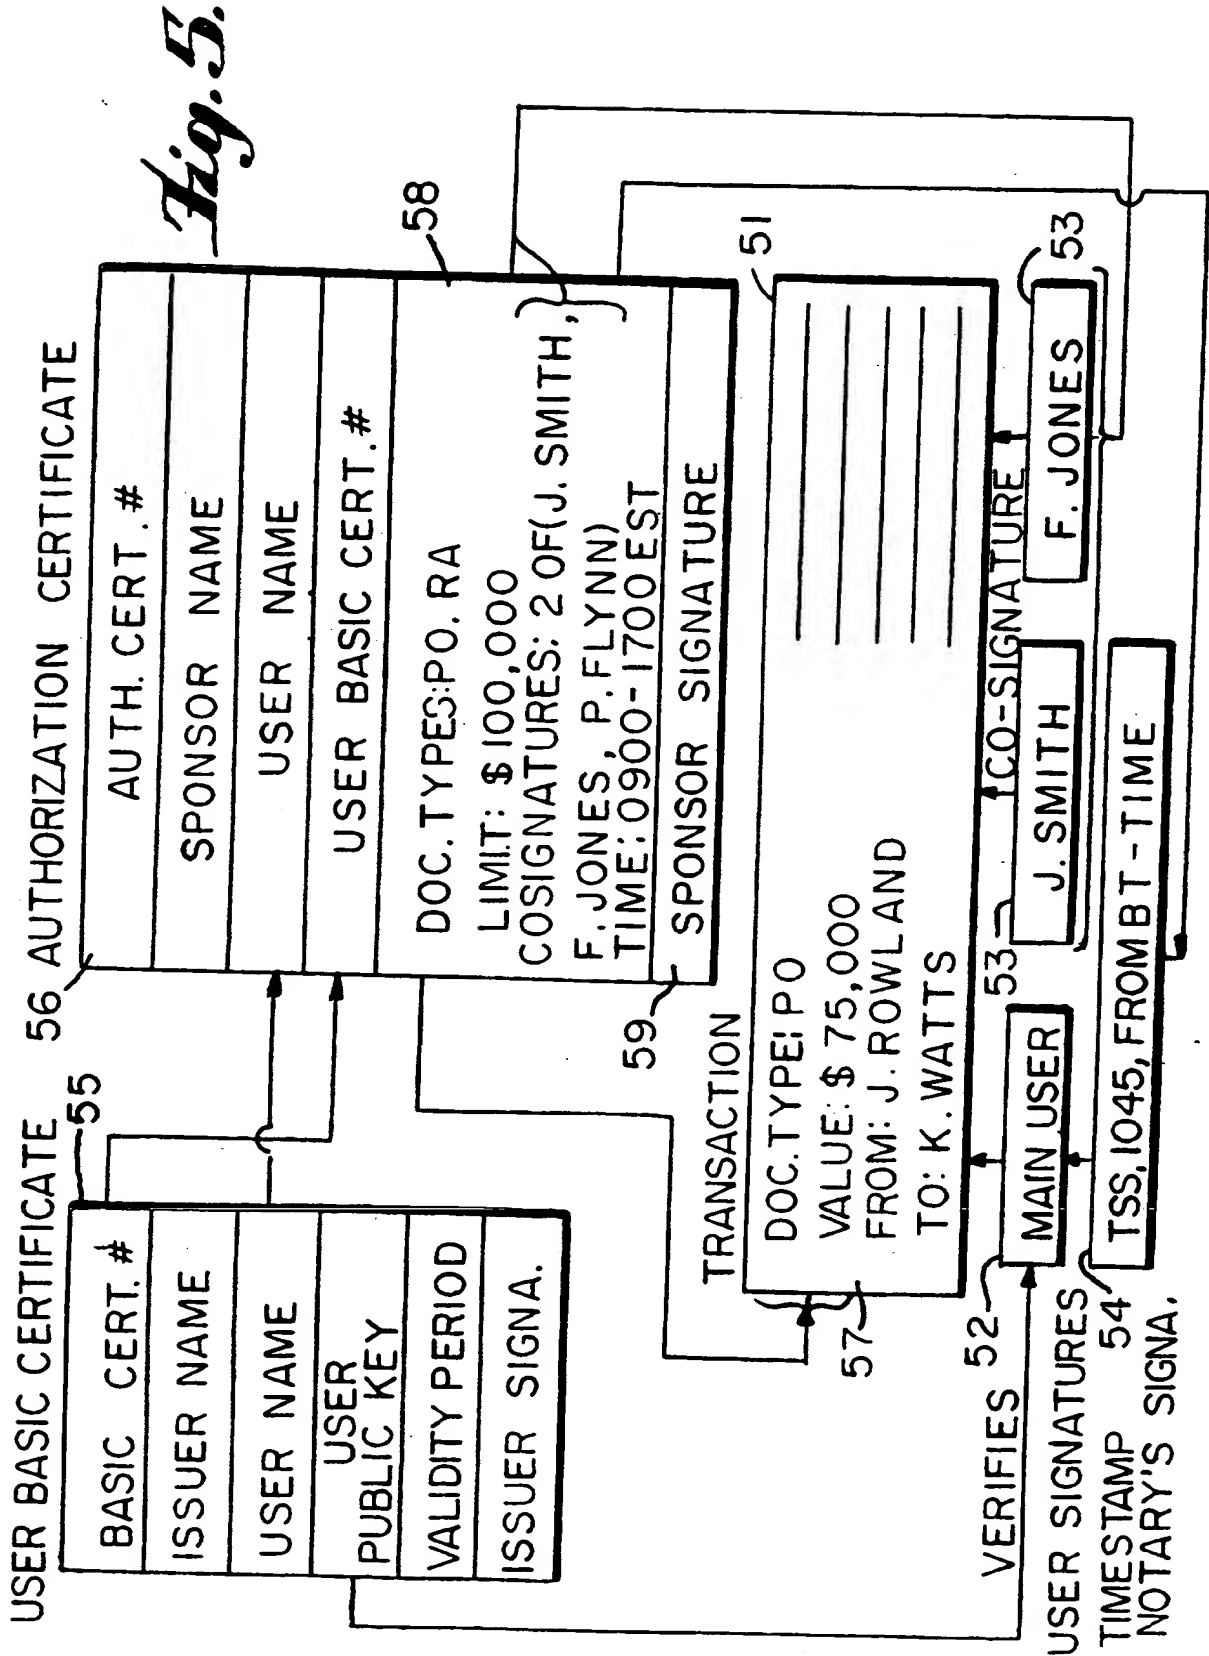 USER BASIC CERTIFICATE
55
BASIC CERT. #
ISSUER NAME
USER NAME
USER
PUBLIC KEY
VALIDITY PERIOD
ISSUER SIGNA.
56 AUTHORIZATION CERTIFICATE
AUTH. CERT. #
SPONSOR NAME
USER NAME
USER BASIC CERT. #
58
DOC. TYPES:PO. RA
LIMIT: $100,000
COSIGNATURES: 2 OF(J. SMITH,
F. JONES, P. FLYNN)
TIME: 0900-1700 EST
59
SPONSOR SIGNATURE
Fig. 5.
TRANSACTION
51
DOC. TYPE: PO
VALUE: $ 75,000
FROM: J. ROWLAND
TO: K. WATTS
57
VERIFIES
52
53
CO-SIGNATURE
53
USER SIGNATURES
MAIN USER
J. SMITH
F. JONES
TIMESTAMP 54
NOTARY'S SIGNA.
TSS, 1045, FROM BT-TIME